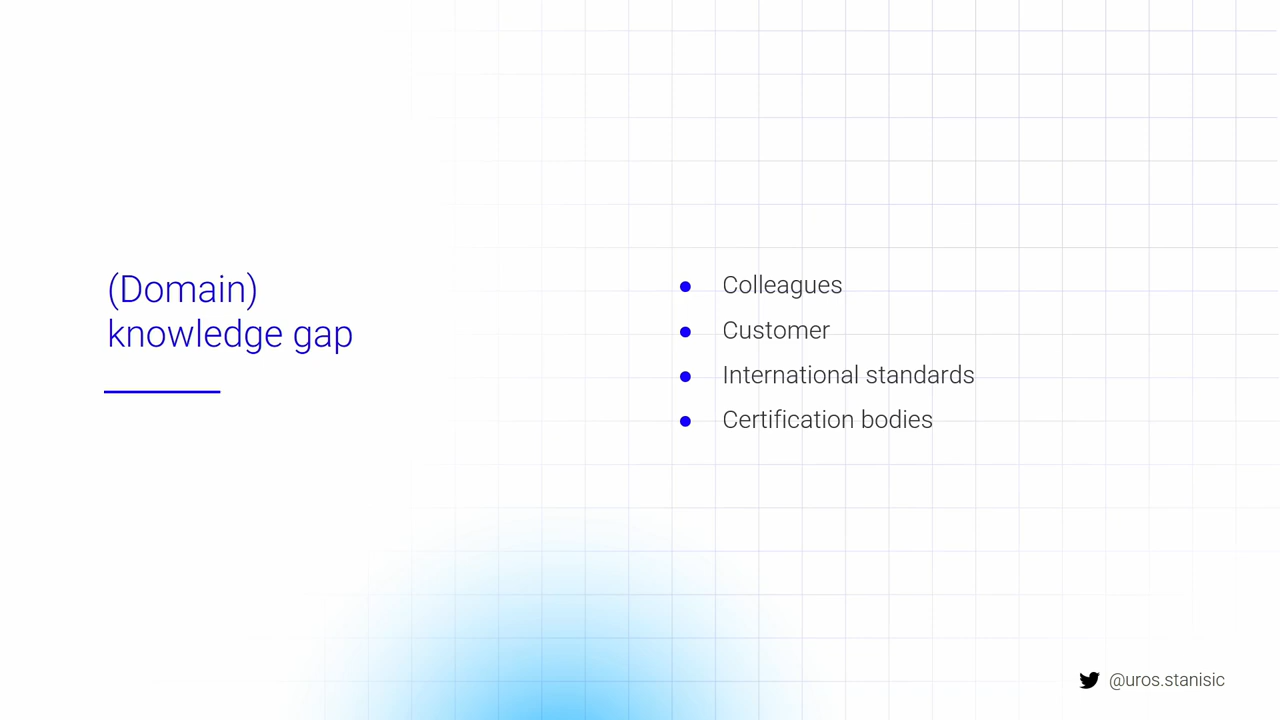 (Domain)
knowledge gap
Colleagues
Customer
International standards
Certification bodies
@uros.stanisic